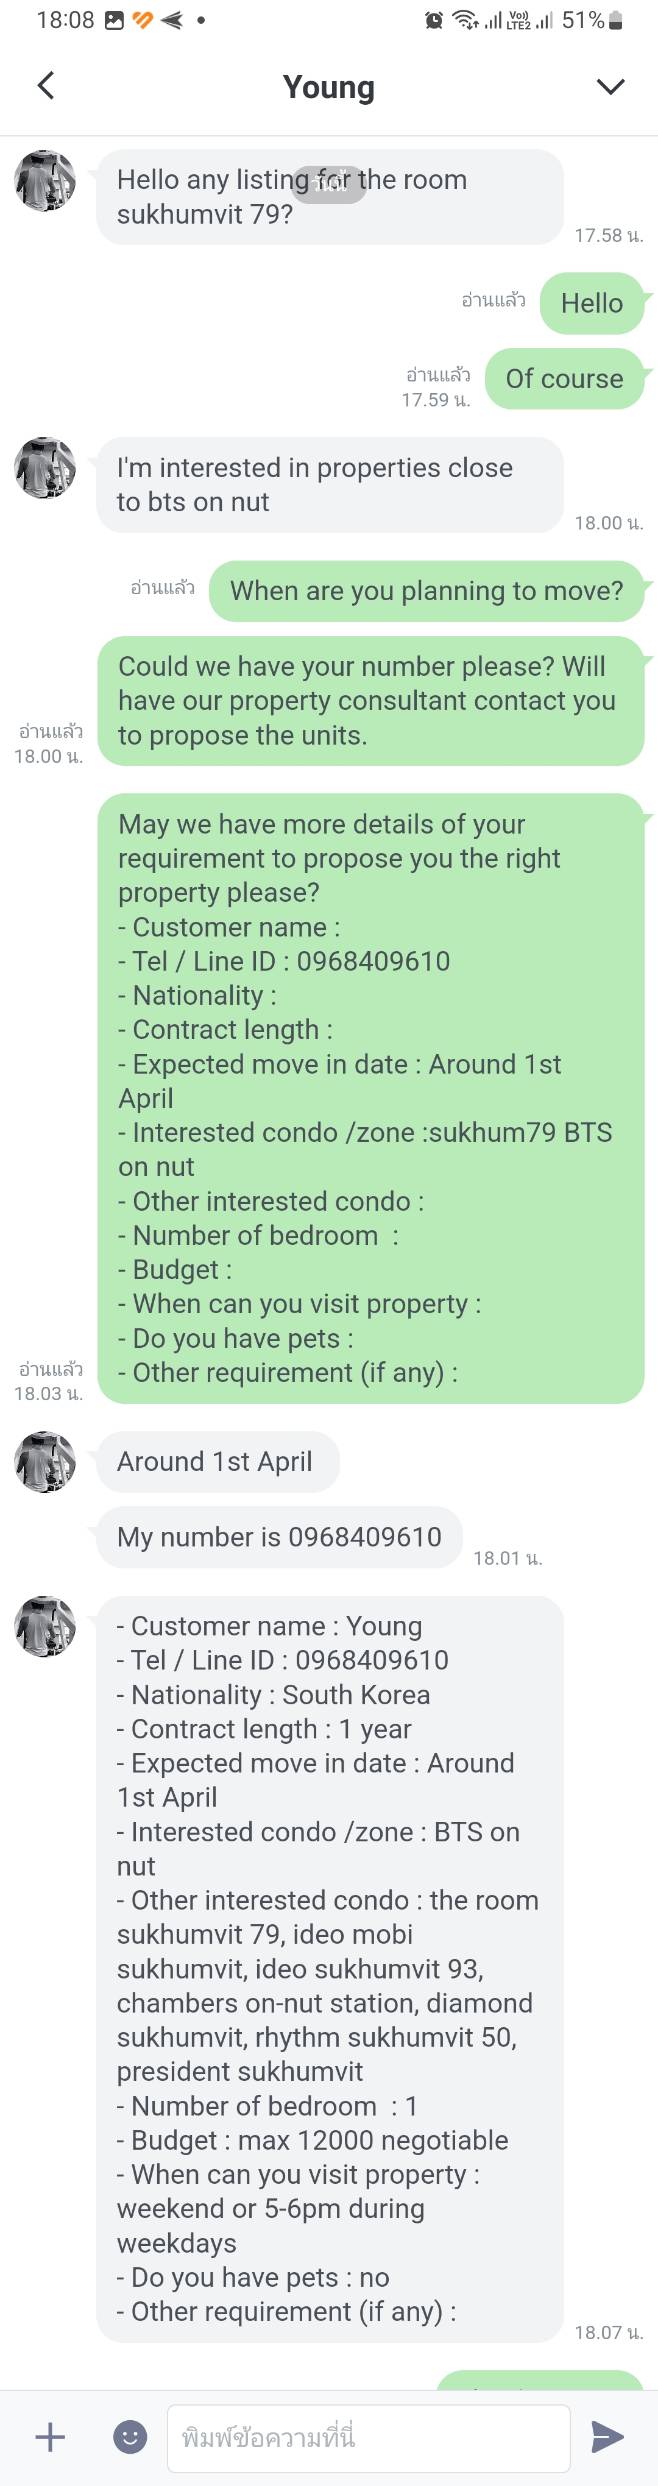 18:08
Vo))
LTE2
51%
Young
Hello any listing for the room
วันนี้
sukhumvit 79?
17.58 น.
อ่านแล้ว
Hello
อ่านแล้ว
17.59 น.
Of course
I'm interested in properties close
to bts on nut
18.00 น.
อ่านแล้ว
When are you planning to move?
Could we have your number please? Will
have our property consultant contact you
to propose the units.
อ่านแล้ว
18.00 น.
May we have more details of your
requirement to propose you the right
property please?
- Customer name :
- Tel / Line ID : 0968409610
- Nationality :
- Contract length :
- Expected move in date : Around 1st
April
- Interested condo /zone :sukhum79 BTS
on nut
- Other interested condo :
- Number of bedroom  :
- Budget :
- When can you visit property :
- Do you have pets :
- Other requirement (if any) :
อ่านแล้ว
18.03 น.
Around 1st April
My number is 0968409610
18.01 น.
- Customer name : Young
- Tel / Line ID : 0968409610
- Nationality : South Korea
- Contract length : 1 year
- Expected move in date : Around
1st April
- Interested condo /zone : BTS on
nut
- Other interested condo : the room
sukhumvit 79, ideo mobi
sukhumvit, ideo sukhumvit 93,
chambers on-nut station, diamond
sukhumvit, rhythm sukhumvit 50,
president sukhumvit
- Number of bedroom  : 1
- Budget : max 12000 negotiable
- When can you visit property :
weekend or 5-6pm during
weekdays
- Do you have pets : no
- Other requirement (if any) :
18.07 น.
พิมพ์ข้อความที่นี่